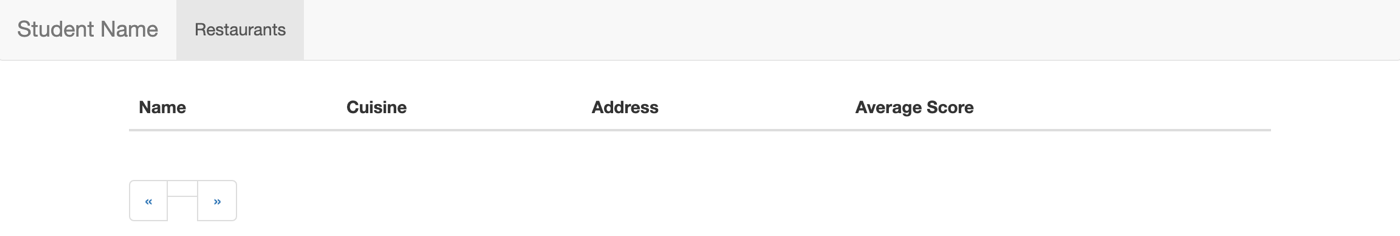 Student Name Restaurants
Name Cuisine Address Average Score
« »